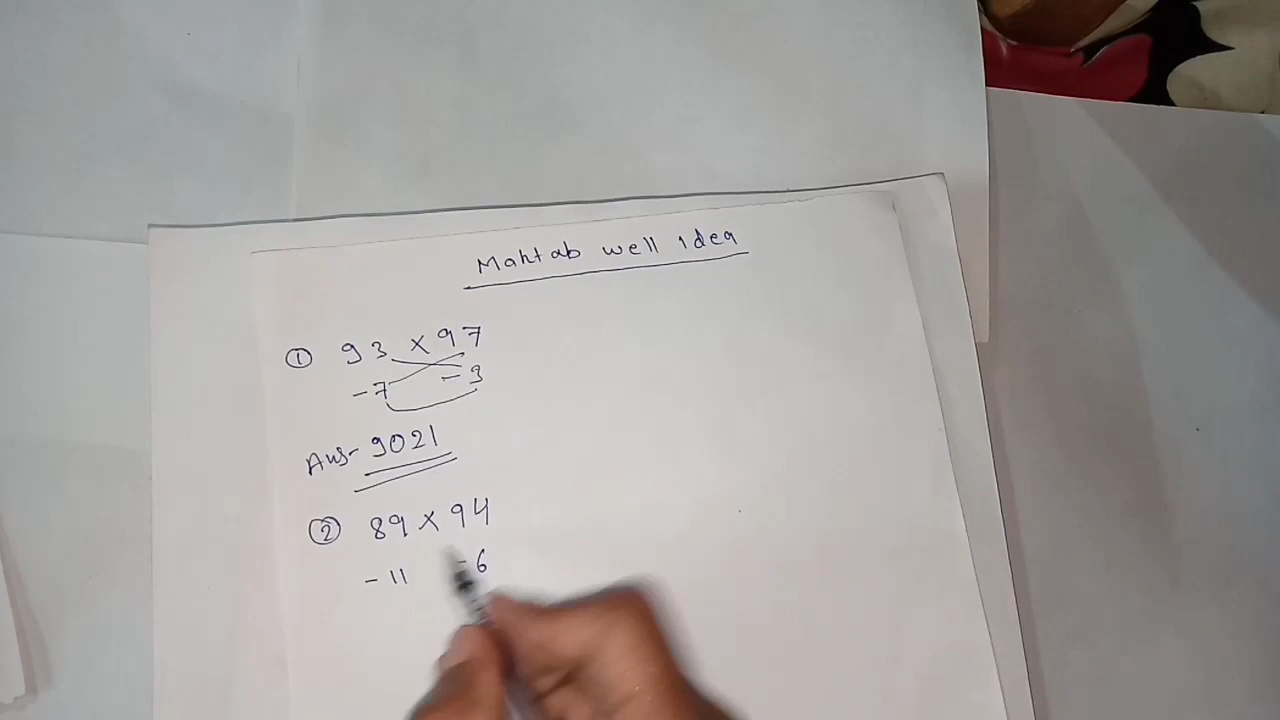 Mahtab well idea
① 93 × 97
-7 -3
Ans- 9021
② 89 × 94
-11 -6